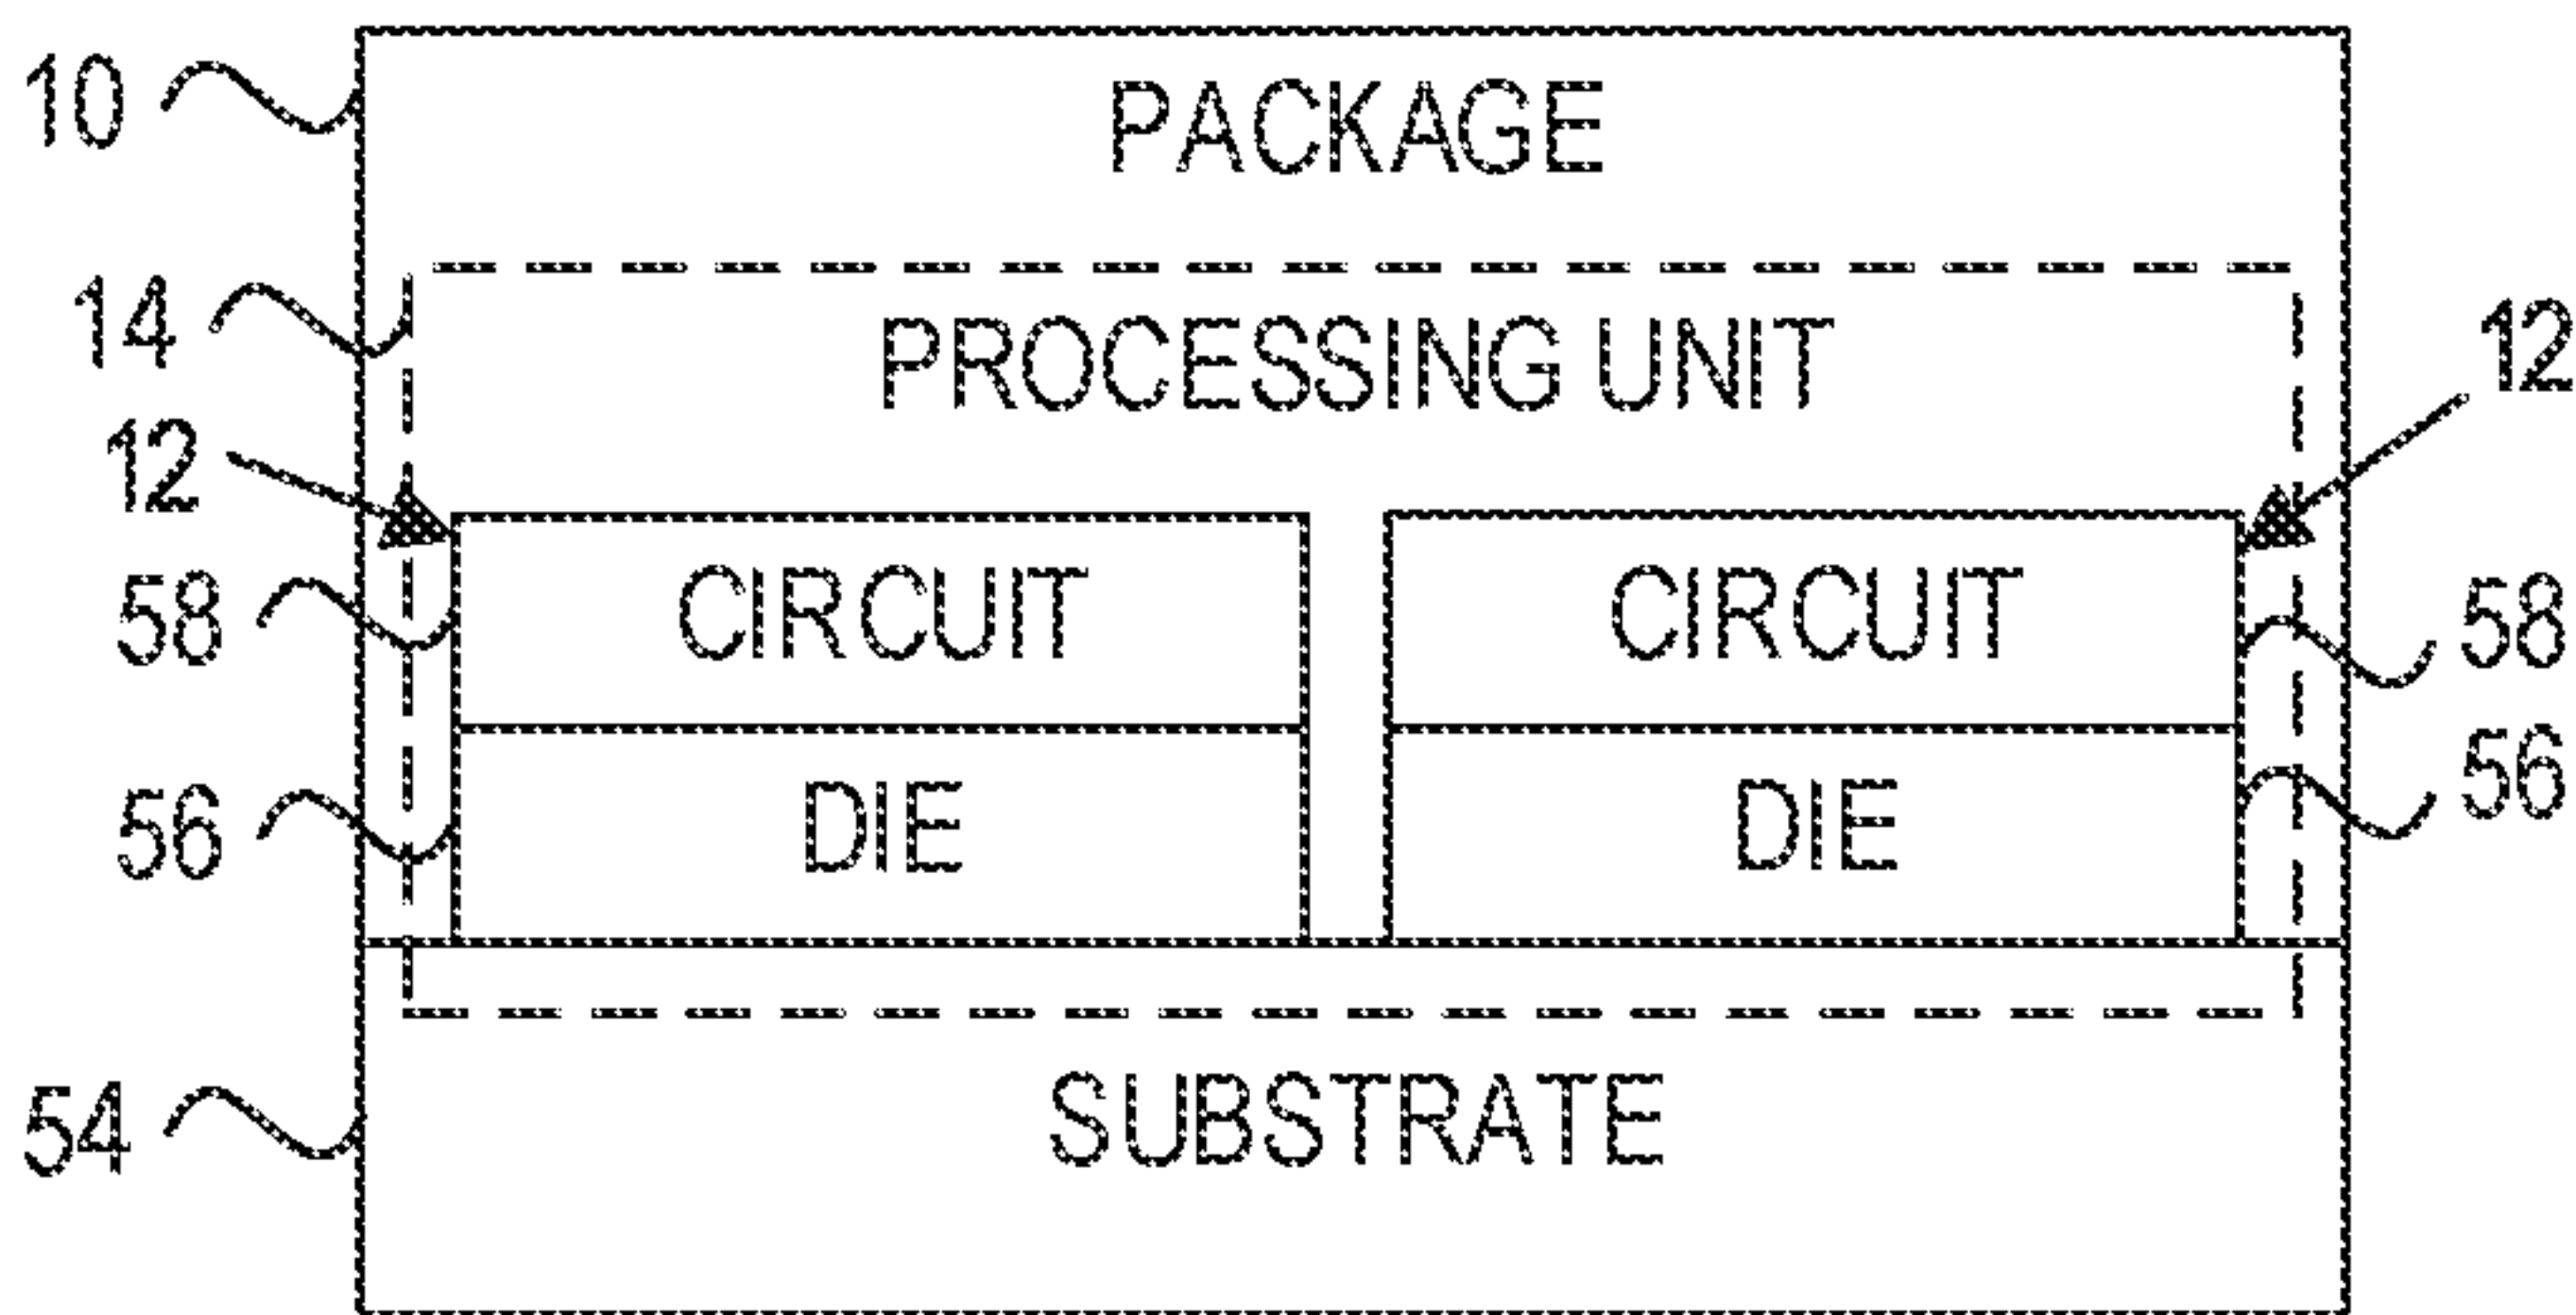 10 PACKAGE
14 PROCESSING UNIT 12
12
58 CIRCUIT CIRCUIT 58
56 DIE DIE 56
54 SUBSTRATE